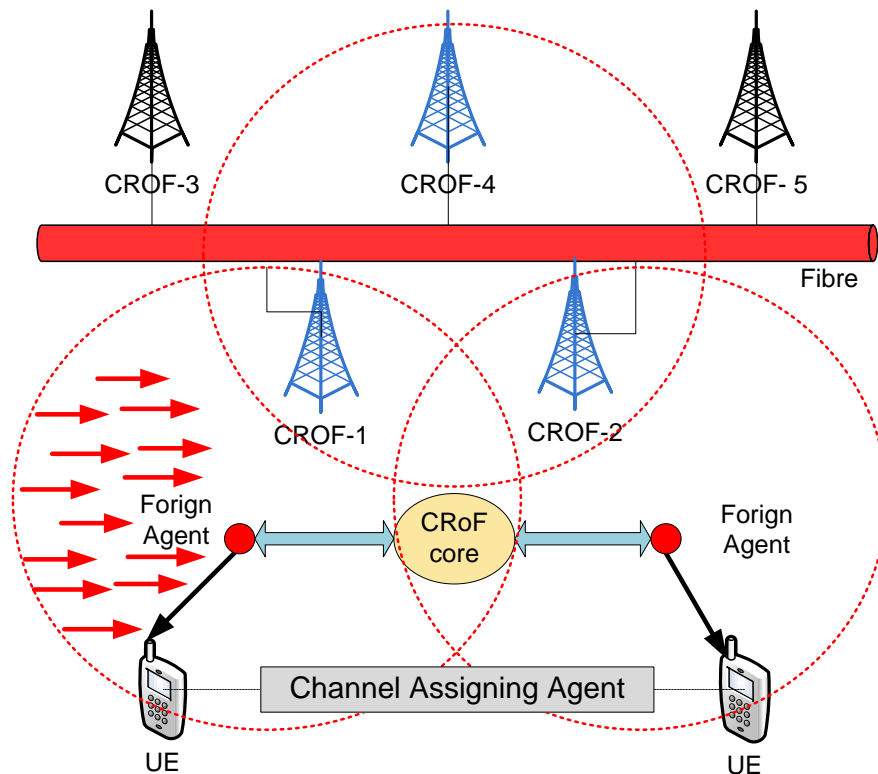 CROF-3
CROF-4
CROF- 5
Fibre
CROF-1
CROF-2
Forign
Agent
CRoF
core
Forign
Agent
Channel Assigning Agent
UE
UE